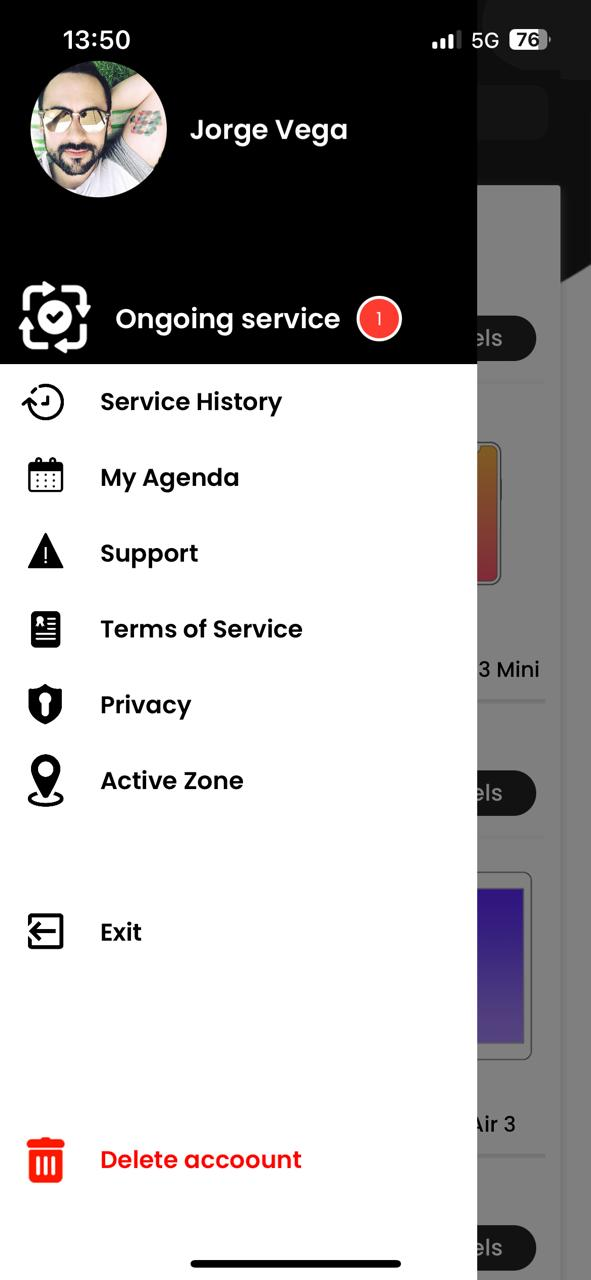 13:50
5G
76
Jorge Vega
Ongoing service
1
els
Service History
My Agenda
Support
Terms of Service
3 Mini
Privacy
Active Zone
els
Exit
Air 3
Delete accoount
els